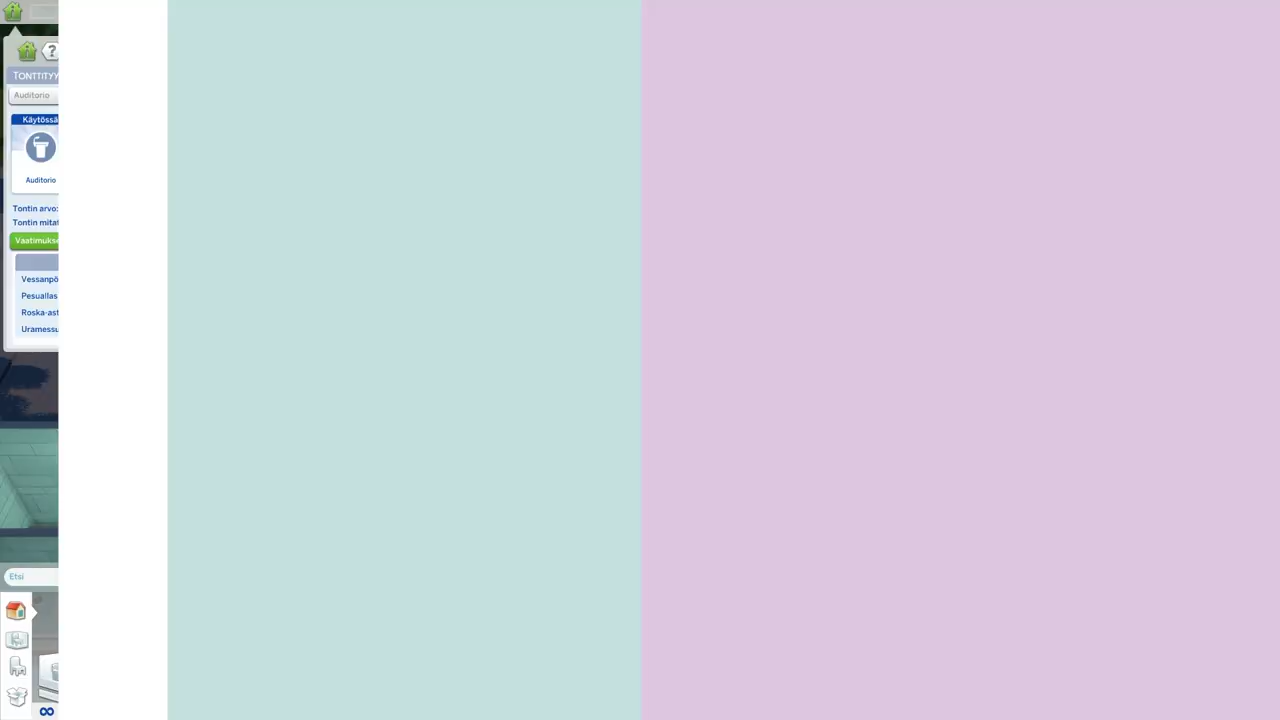 ?
TONTTITYY
Auditorio
Käytössä
Auditorio
Tontin arvo:
Tontin mitat
Vaatimukse
Vessanpö
Pesuallas
Roska-ast
Uramessu
Etsi